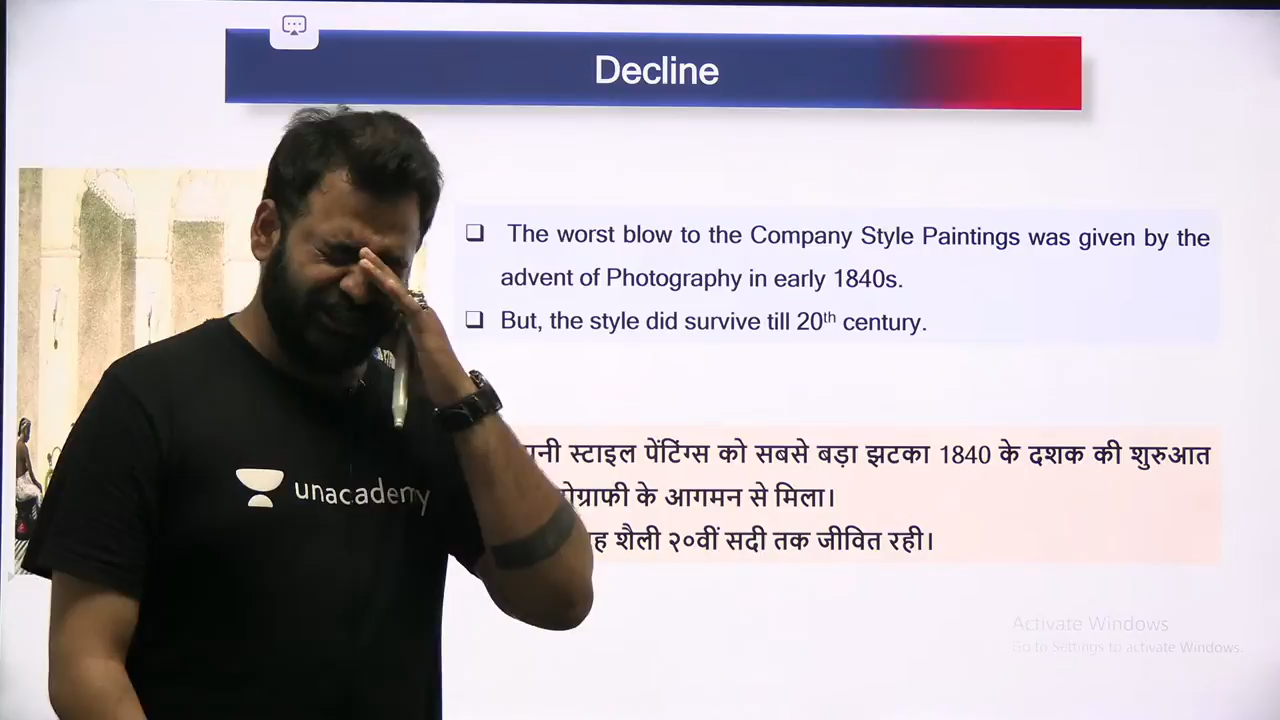 Decline
❑ The worst blow to the Company Style Paintings was given by the
advent of Photography in early 1840s.
❑ But, the style did survive till 20th century.
स्टाइल पेंटिंग्स को सबसे बड़ा झटका 1840 के दशक की शुरुआत
के आगमन से मिला।
शैली २०वीं सदी तक जीवित रही।
unacademy
Activate Windows
Go to Settings to activate Windows.